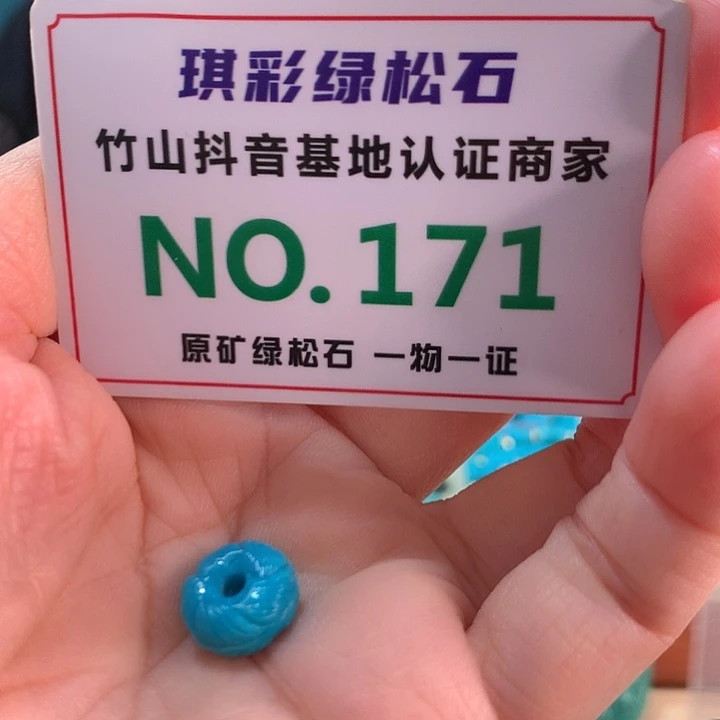 琪彩绿松石
竹山抖音基地认证商家
NO.171
原矿绿松石 一物一证